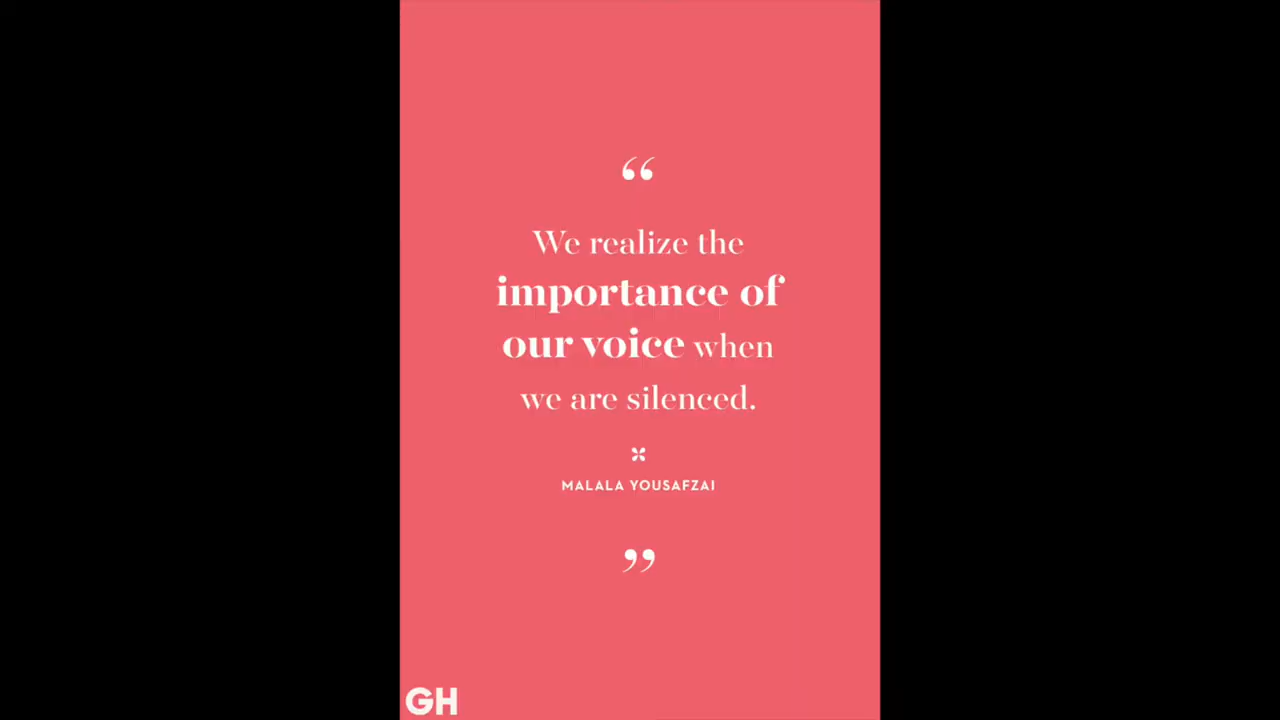 “
We realize the
importance of
our voice when
we are silenced.
MALALA YOUSAFZAI
”
GH